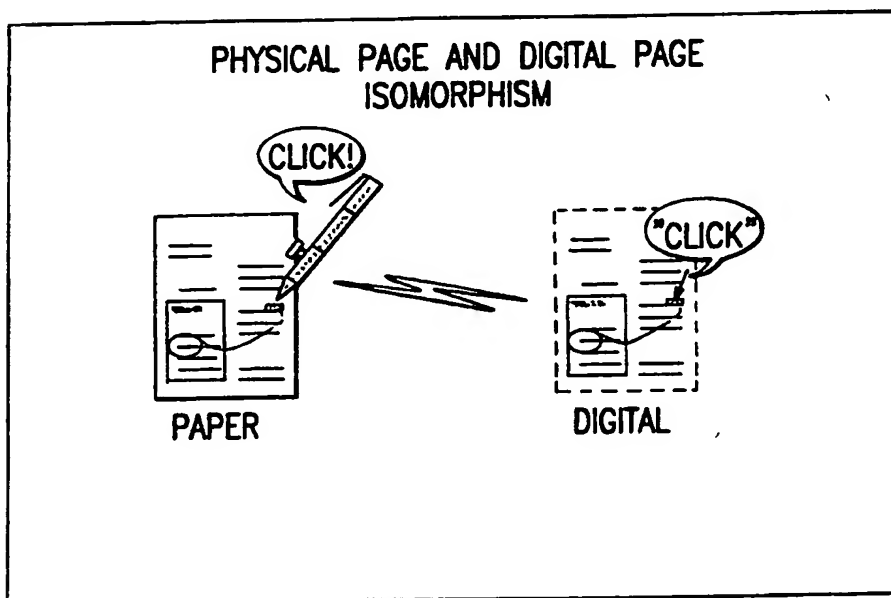 PHYSICAL PAGE AND DIGITAL PAGE
ISOMORPHISM
CLICK!
"CLICK"
PAPER
DIGITAL